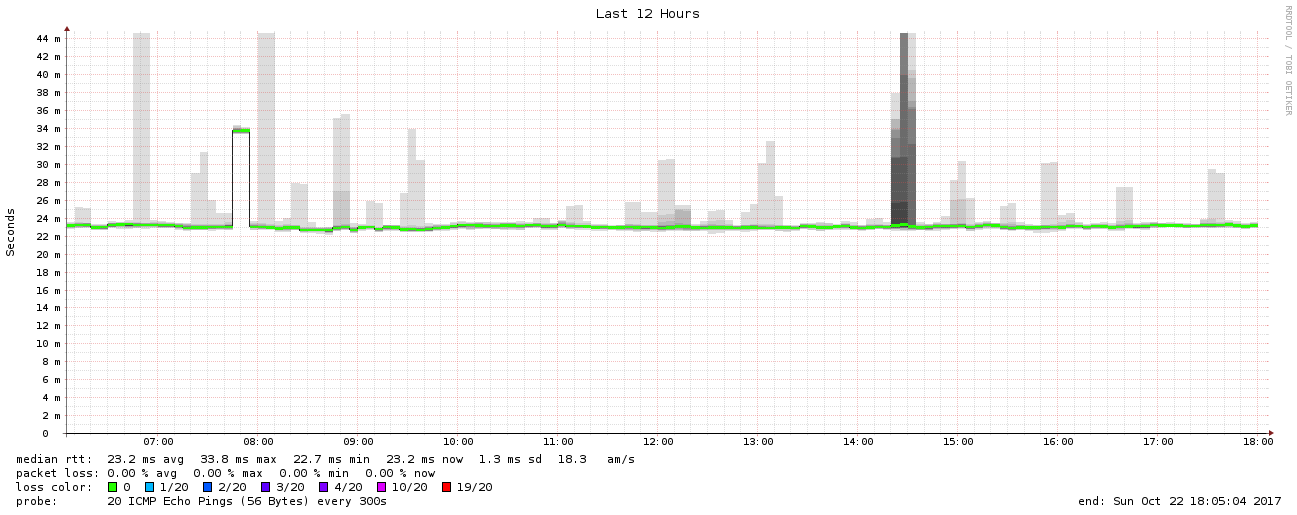 Last 12 Hours
RRDTOOL / TOBI OETIKER
Seconds
44 m
42 m
40 m
38 m
36 m
34 m
32 m
30 m
28 m
26 m
24 m
22 m
20 m
18 m
16 m
14 m
12 m
10 m
8 m
6 m
4 m
2 m
0
07:00 08:00 09:00 10:00 11:00 12:00 13:00 14:00 15:00 16:00 17:00 18:00
median rtt: 23.2 ms avg 33.8 ms max 22.7 ms min 23.2 ms now 1.3 ms sd 18.3 am/s
packet loss: 0.00 % avg 0.00 % max 0.00 % min 0.00 % now
loss color: 0 1/20 2/20 3/20 4/20 10/20 19/20
probe: 20 ICMP Echo Pings (56 Bytes) every 300s end: Sun Oct 22 18:05:04 2017